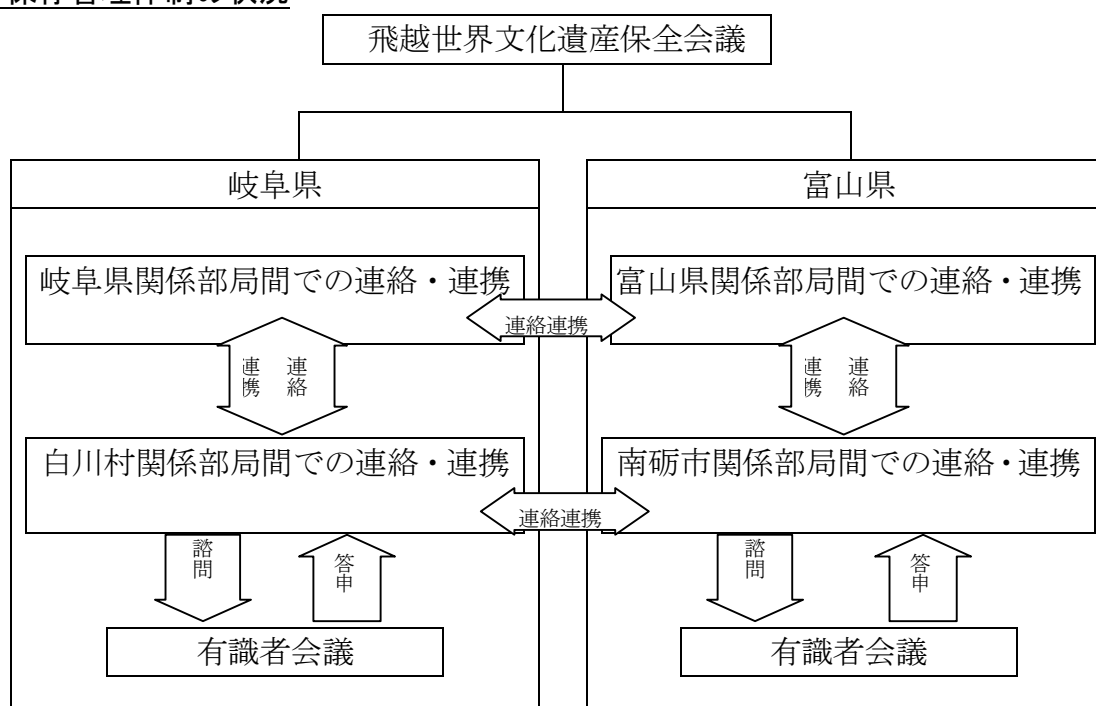 保存管理体制の状況
飛越世界文化遺産保全会議
岐阜県
富山県
岐阜県関係部局間での連絡・連携
富山県関係部局間での連絡・連携
連絡連携
連絡
連携
連絡
連携
白川村関係部局間での連絡・連携
南砺市関係部局間での連絡・連携
連絡連携
諮問
答申
諮問
答申
有識者会議
有識者会議